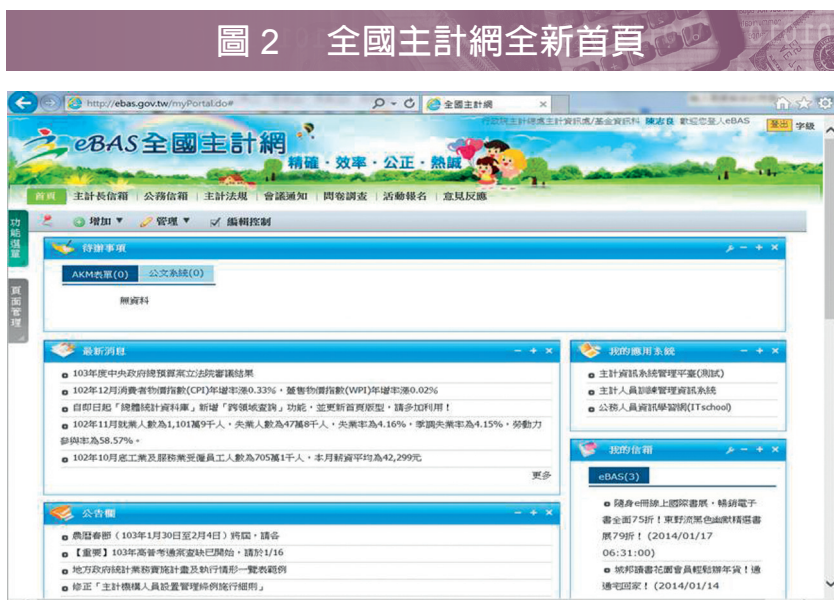 圖 2 全國主計網全新首頁
http://ebas.gov.tw/myPortal.do#
全國主計網
行政院主計總處主計資訊處/基金資訊科 陳志良 歡迎您登入eBAS 登出 字級
eBAS全國主計網
精確・效率・公正・熱誠
首頁 主計長信箱 公務信箱 主計法規 會議通知 問卷調查 活動報名 意見反應
功能選單
增加 ▼ 管理 ▼ 編輯控制
頁面管理
待辦事項
AKM表單(0) 公文系統(0)
無資料
最新消息
103年度中央政府總預算案立法院審議結果
102年12月消費者物價指數(CPI)年增率漲0.33%，躉售物價指數(WPI)年增率漲0.02%
自即日起「總體統計資料庫」新增「跨領域查詢」功能，並更新首頁版型，請多加利用！
102年11月就業人數為1,101萬9千人，失業人數為47萬8千人，失業率為4.16%，季調失業率為4.15%，勞動力
參與率為58.57%。
102年10月底工業及服務業受僱員工人數為705萬1千人，本月薪資平均為42,299元
更多
我的應用系統
主計資訊系統管理平臺(測試)
主計人員訓練管理資訊系統
公務人員資訊學習網(ITschool)
我的信箱
eBAS(3)
隨身e冊線上國際書展，暢銷電子
書全面75折！東野流黑色幽默精選書
展79折！ (2014/01/17
06:31:00)
城邦讀書花園會員輕鬆辦年貨！通
通宅回家！ (2014/01/14
公告欄
農曆春節（103年1月30日至2月4日）將屆，請各
【重要】103年高普考通常查缺已開始，請於1/16
地方政府統計業務實施計畫及執行情形一覽表範例
修正「主計機構人員設置管理條例施行細則」